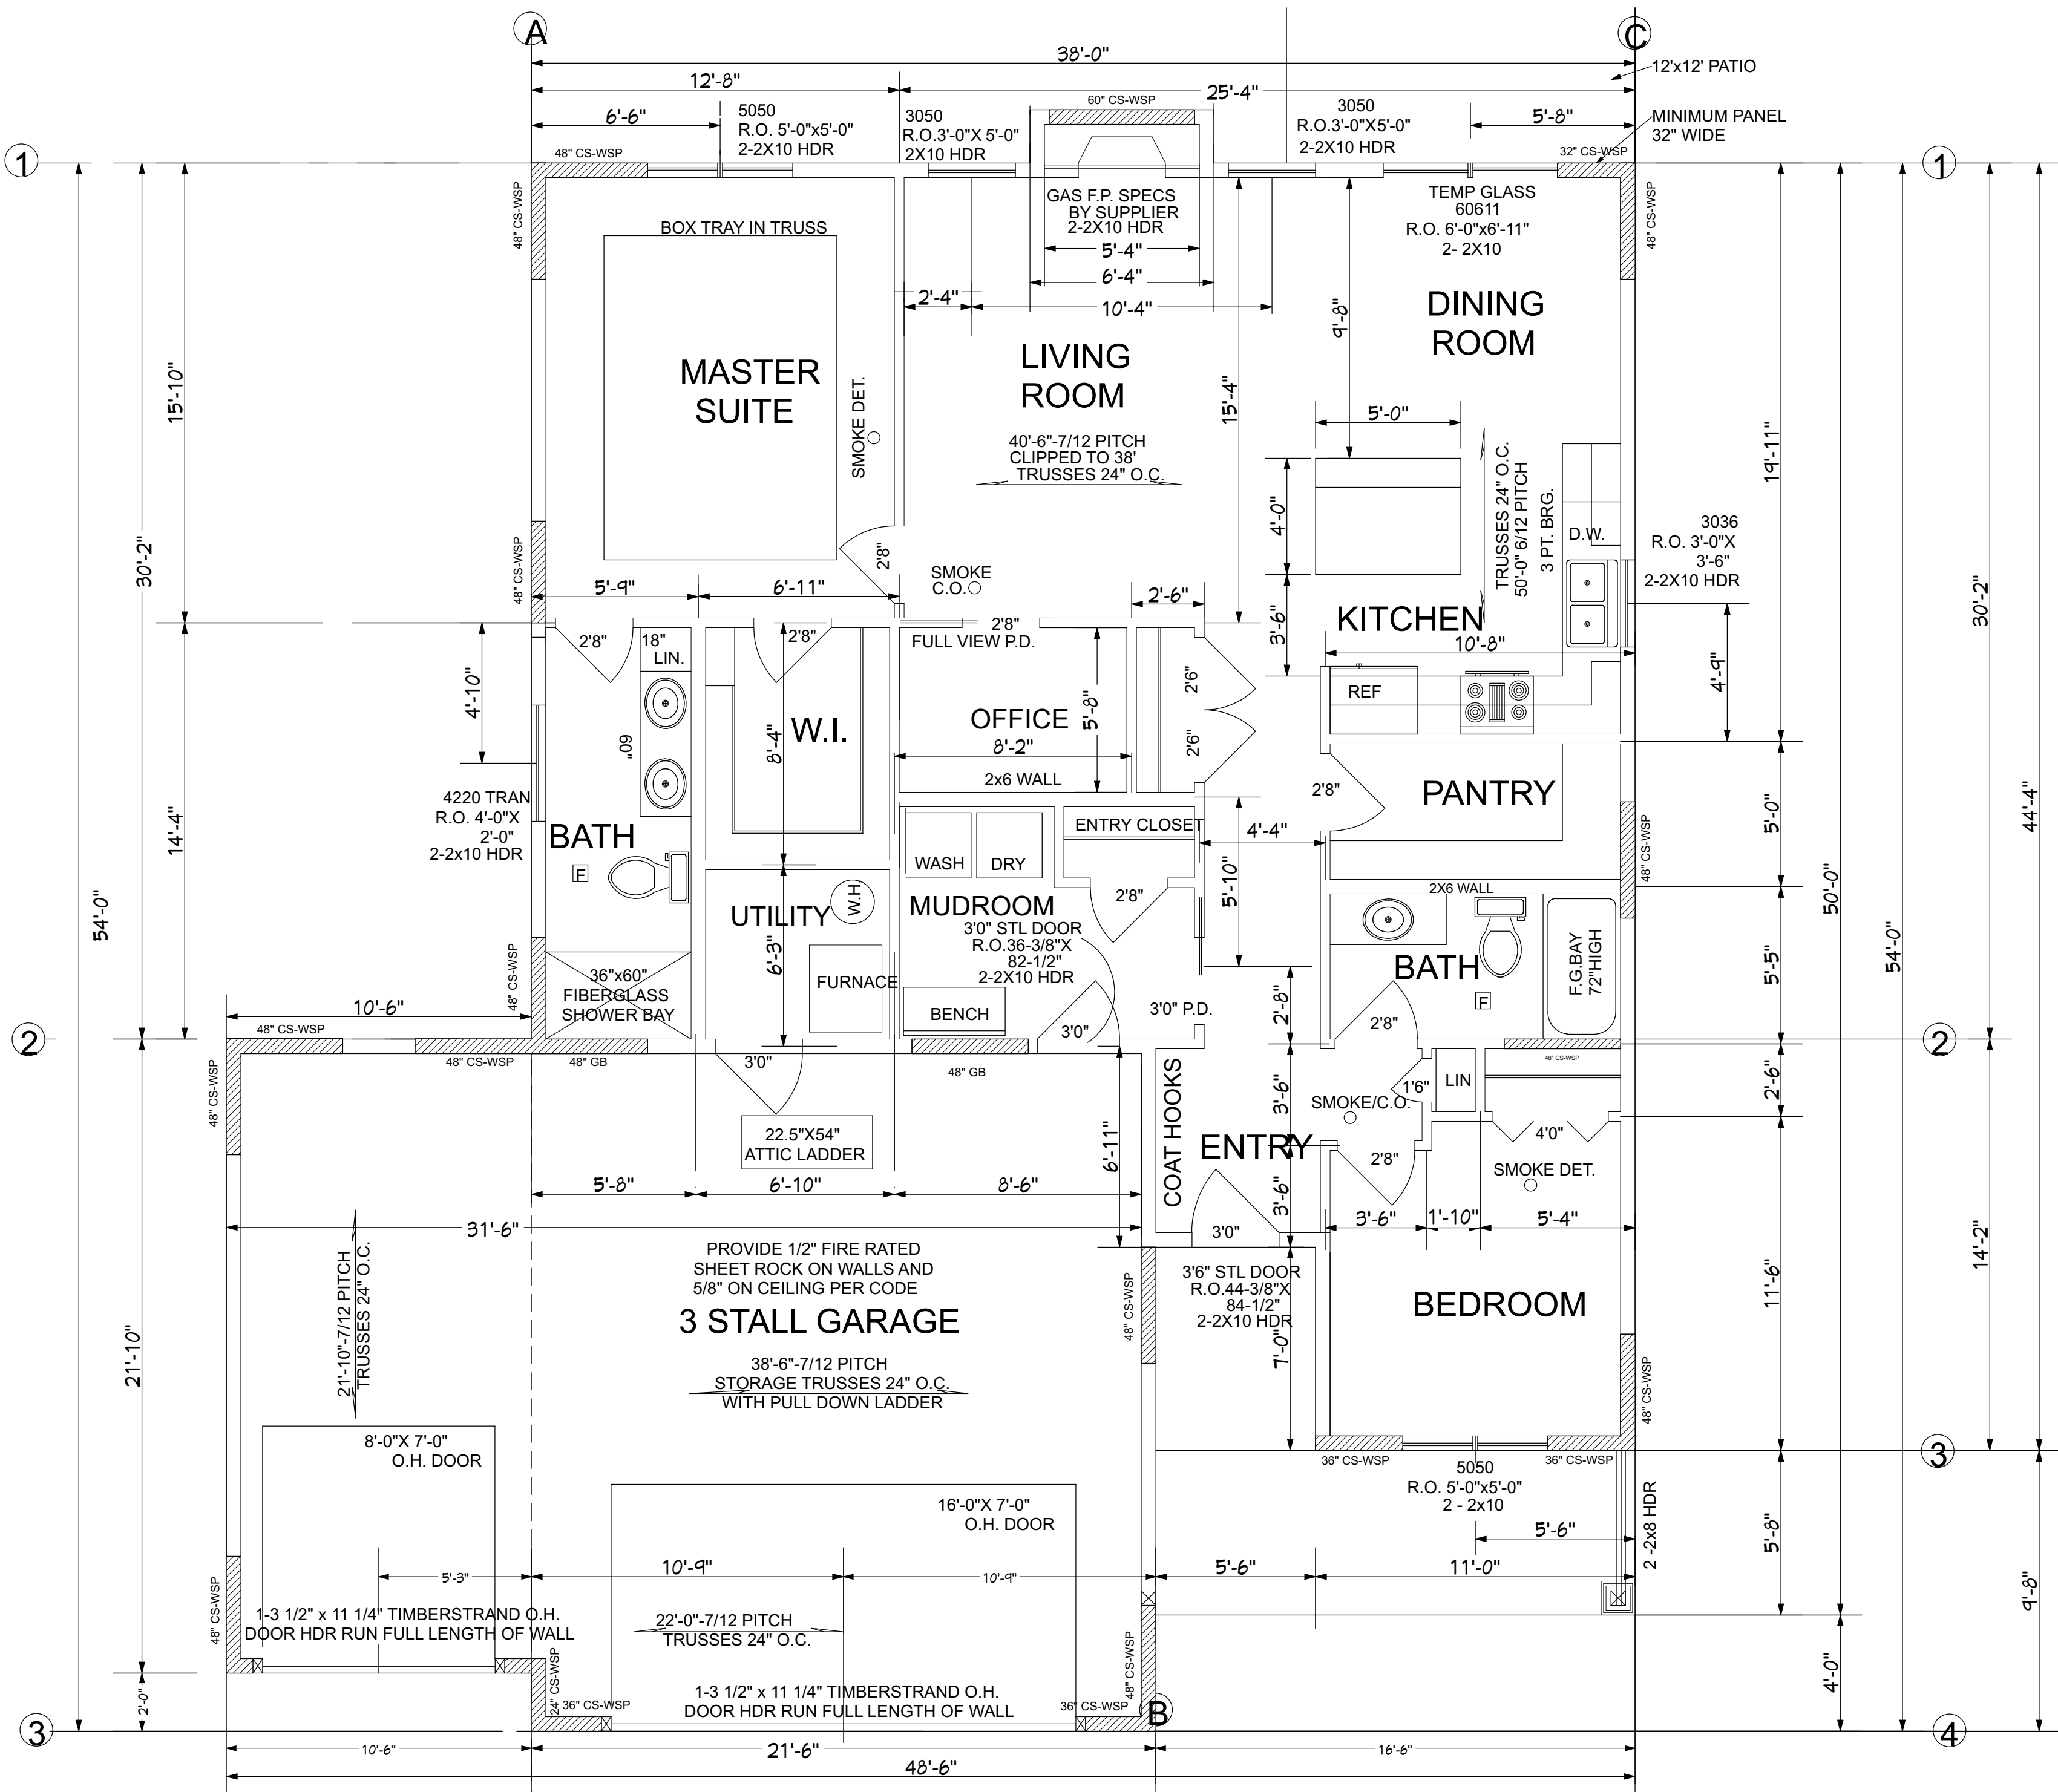 A
C
38'-0"
12'x12' PATIO
12'-8"
25'-4"
60" CS-WSP
6'-6"
5050
R.O. 5'-0"x5'-0"
2-2X10 HDR
3050
R.O.3'-0"X 5'-0"
2X10 HDR
3050
R.O.3'-0"X5'-0"
2-2X10 HDR
5'-8"
MINIMUM PANEL
32" WIDE
1
48" CS-WSP
32" CS-WSP
1
48" CS-WSP
48" CS-WSP
BOX TRAY IN TRUSS
GAS F.P. SPECS
BY SUPPLIER
2-2X10 HDR
5'-4"
6'-4"
TEMP GLASS
60611
R.O. 6'-0"x6'-11"
2- 2X10
2'-4"
10'-4"
9'-8"
DINING
ROOM
MASTER
SUITE
LIVING
ROOM
SMOKE DET.
15'-10"
15'-4"
5'-0"
40'-6"-7/12 PITCH
CLIPPED TO 38'
TRUSSES 24" O.C.
TRUSSES 24" O.C.
50'-0" 6/12 PITCH
3 PT. BRG.
19'-11"
4'-0"
D.W.
3036
R.O. 3'-0"X
3'-6"
2-2X10 HDR
30'-2"
48" CS-WSP
2'8"
SMOKE
C.O.
5'-9"
6'-11"
2'-6"
3'-6"
KITCHEN
10'-8"
30'-2"
2'8"
18"
LIN.
2'8"
2'8"
FULL VIEW P.D.
4'-10"
2'6"
REF
4'-9"
60"
W.I.
8'-4"
OFFICE
5'-8"
8'-2"
2'6"
2x6 WALL
2'8"
PANTRY
4220 TRAN
R.O. 4'-0"X
2'-0"
2-2x10 HDR
14'-4"
BATH
F
ENTRY CLOSET
4'-4"
5'-0"
44'-4"
WASH
DRY
48" CS-WSP
5'-10"
2'8"
2X6 WALL
54'-0"
UTILITY
W.H.
MUDROOM
3'0" STL DOOR
R.O.36-3/8"X
82-1/2"
2-2X10 HDR
50'-0"
54'-0"
6'-3"
BATH
F
F.G.BAY
72"HIGH
5'-5"
48" CS-WSP
36"x60"
FIBERGLASS
SHOWER BAY
FURNACE
BENCH
3'0"
3'0" P.D.
2'-8"
2'8"
10'-6"
48" CS-WSP
2
2
48" CS-WSP
48" GB
3'0"
48" GB
48" CS-WSP
48" CS-WSP
COAT HOOKS
3'-6"
1'6"
LIN
2'-6"
SMOKE/C.O.
22.5"X54"
ATTIC LADDER
6'-11"
ENTRY
4'0"
2'8"
SMOKE DET.
5'-8"
6'-10"
8'-6"
3'-6"
31'-6"
3'0"
3'-6"
1'-10"
5'-4"
14'-2"
21'-10"-7/12 PITCH
TRUSSES 24" O.C.
PROVIDE 1/2" FIRE RATED
SHEET ROCK ON WALLS AND
5/8" ON CEILING PER CODE
3 STALL GARAGE
48" CS-WSP
3'6" STL DOOR
R.O.44-3/8"X
84-1/2"
2-2X10 HDR
7'-0"
BEDROOM
11'-6"
21'-10"
38'-6"-7/12 PITCH
STORAGE TRUSSES 24" O.C.
WITH PULL DOWN LADDER
48" CS-WSP
8'-0"X 7'-0"
O.H. DOOR
3
36" CS-WSP
36" CS-WSP
5050
R.O. 5'-0"x5'-0"
2 - 2x10
16'-0"X 7'-0"
O.H. DOOR
5'-6"
2 -2x8 HDR
5'-8"
5'-3"
10'-9"
10'-9"
5'-6"
11'-0"
9'-8"
48" CS-WSP
1-3 1/2" x 11 1/4" TIMBERSTRAND O.H.
DOOR HDR RUN FULL LENGTH OF WALL
22'-0"-7/12 PITCH
TRUSSES 24" O.C.
48" CS-WSP
4'-0"
2'-0"
24" CS-WSP
36" CS-WSP
1-3 1/2" x 11 1/4" TIMBERSTRAND O.H.
DOOR HDR RUN FULL LENGTH OF WALL
36" CS-WSP
B
3
4
10'-6"
21'-6"
16'-6"
48'-6"